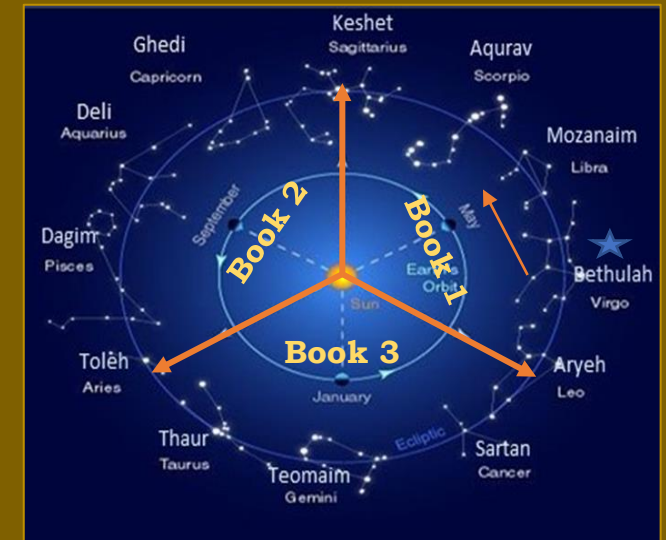 Keshet
Sagittarius
Ghedi
Capricorn
Aqurav
Scorpio
Deli
Aquarius
Mozanaim
Libra
September
Book 2
Book 1
May
Dagim
Pisces
Bethulah
Virgo
Earth's
Orbit
Sun
Book 3
January
Toleh
Aries
Aryeh
Leo
Thaur
Taurus
Ecliptic
Sartan
Cancer
Teomaim
Gemini